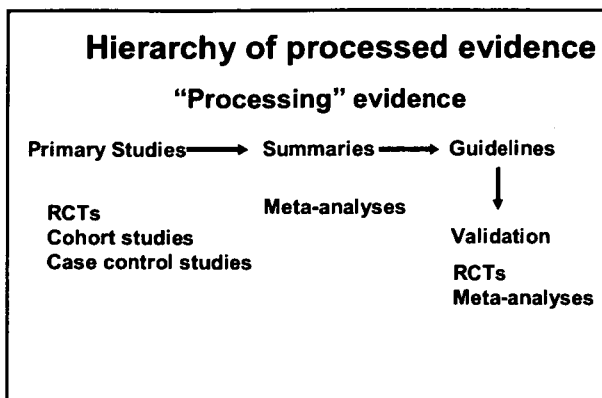 Hierarchy of processed evidence
“Processing” evidence
Primary Studies
Summaries
Guidelines
RCTs
Cohort studies
Case control studies
Meta-analyses
Validation
RCTs
Meta-analyses